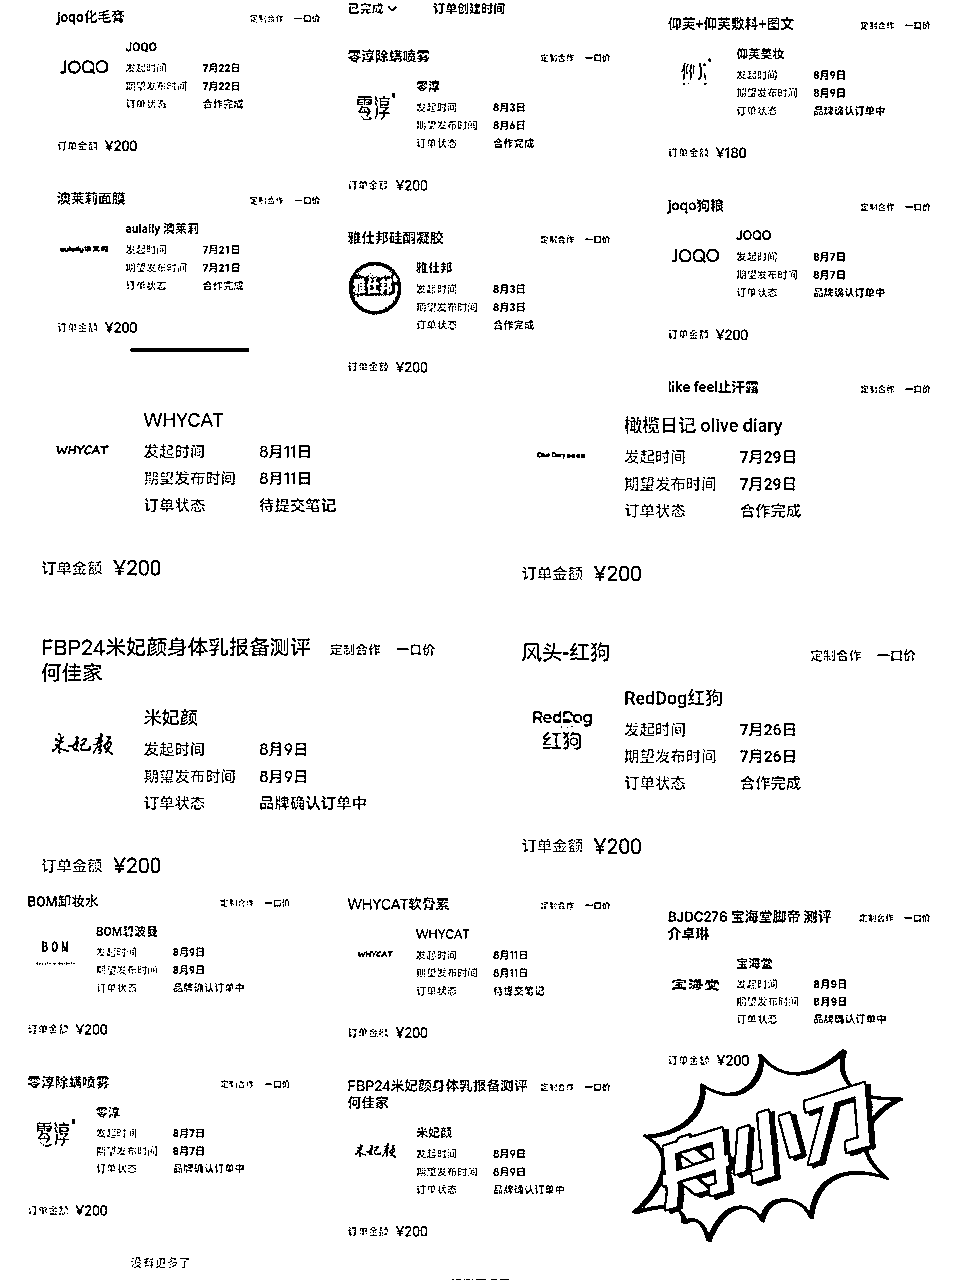 joqo化毛膏 定制合作 一口价
JOQO
JOQO
发起时间 7月22日
期望发布时间 7月22日
订单状态 合作完成
订单金额 ¥200
澳莱莉面膜 定制合作 一口价
aulaily 澳莱莉
aulaily澳莱莉
发起时间 7月21日
期望发布时间 7月21日
订单状态 合作完成
订单金额 ¥200
已完成 订单创建时间
零淳除螨喷雾 定制合作 一口价
零淳
零淳
发起时间 8月3日
期望发布时间 8月6日
订单状态 合作完成
订单金额 ¥200
雅仕邦硅酮凝胶 定制合作 一口价
雅仕邦
雅仕邦
发起时间 8月3日
期望发布时间 8月3日
订单状态 合作完成
订单金额 ¥200
仰芙+仰芙敷料+图文 定制合作 一口价
仰芙美妆
发起时间 8月9日
期望发布时间 8月9日
订单状态 品牌确认订单中
订单金额 ¥180
joqo狗粮 定制合作 一口价
JOQO
JOQO
发起时间 8月7日
期望发布时间 8月7日
订单状态 品牌确认订单中
订单金额 ¥200
like feel止汗露 定制合作 一口价
WHYCAT
WHYCAT
发起时间 8月11日
期望发布时间 8月11日
订单状态 待提交笔记
订单金额 ¥200
橄榄日记 olive diary
发起时间 7月29日
期望发布时间 7月29日
订单状态 合作完成
订单金额 ¥200
FBP24米妃颜身体乳报备测评 定制合作 一口价
何佳家
米妃颜
米妃颜
发起时间 8月9日
期望发布时间 8月9日
订单状态 品牌确认订单中
订单金额 ¥200
风头-红狗 定制合作 一口价
RedDog红狗
RedDog
红狗
发起时间 7月26日
期望发布时间 7月26日
订单状态 合作完成
订单金额 ¥200
BOM卸妆水 定制合作 一口价
BOM碧波曼
BOM
发起时间 8月9日
期望发布时间 8月9日
订单状态 品牌确认订单中
订单金额 ¥200
零淳除螨喷雾 定制合作 一口价
零淳
零淳
发起时间 8月7日
期望发布时间 8月7日
订单状态 品牌确认订单中
订单金额 ¥200
没有更多了
WHYCAT软骨素 定制合作 一口价
WHYCAT
WHYCAT
发起时间 8月11日
期望发布时间 8月11日
订单状态 待提交笔记
订单金额 ¥200
FBP24米妃颜身体乳报备测评 定制合作 一口价
何佳家
米妃颜
米妃颜
发起时间 8月9日
期望发布时间 8月9日
订单状态 品牌确认订单中
订单金额 ¥200
BJDC276 宝海堂脚帝 测评 定制合作 一口价
介卓琳
宝海堂
宝海堂
发起时间 8月9日
期望发布时间 8月9日
订单状态 品牌确认订单中
订单金额 ¥200
冄小刀